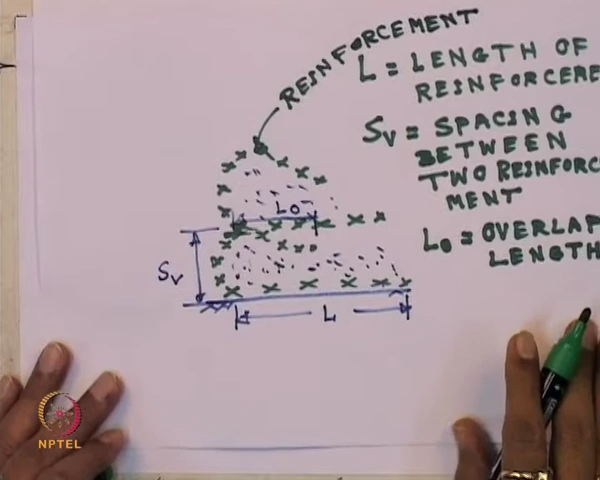 REINFORCEMENT
L = LENGTH OF
REINFORCEME
Sv = SPACING
BETWEEN
TWO REINFORC
MENT
Lo = OVERLAP
LENGTH
Lo
Sv
L
NPTEL